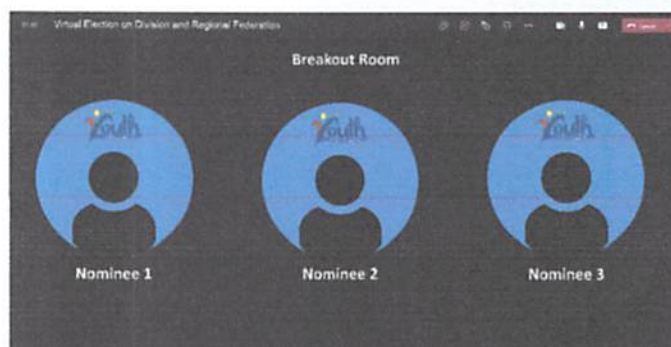 Virtual Election on Division and Regional Federation
Breakout Room
Youth Youth Youth
Nominee 1 Nominee 2 Nominee 3